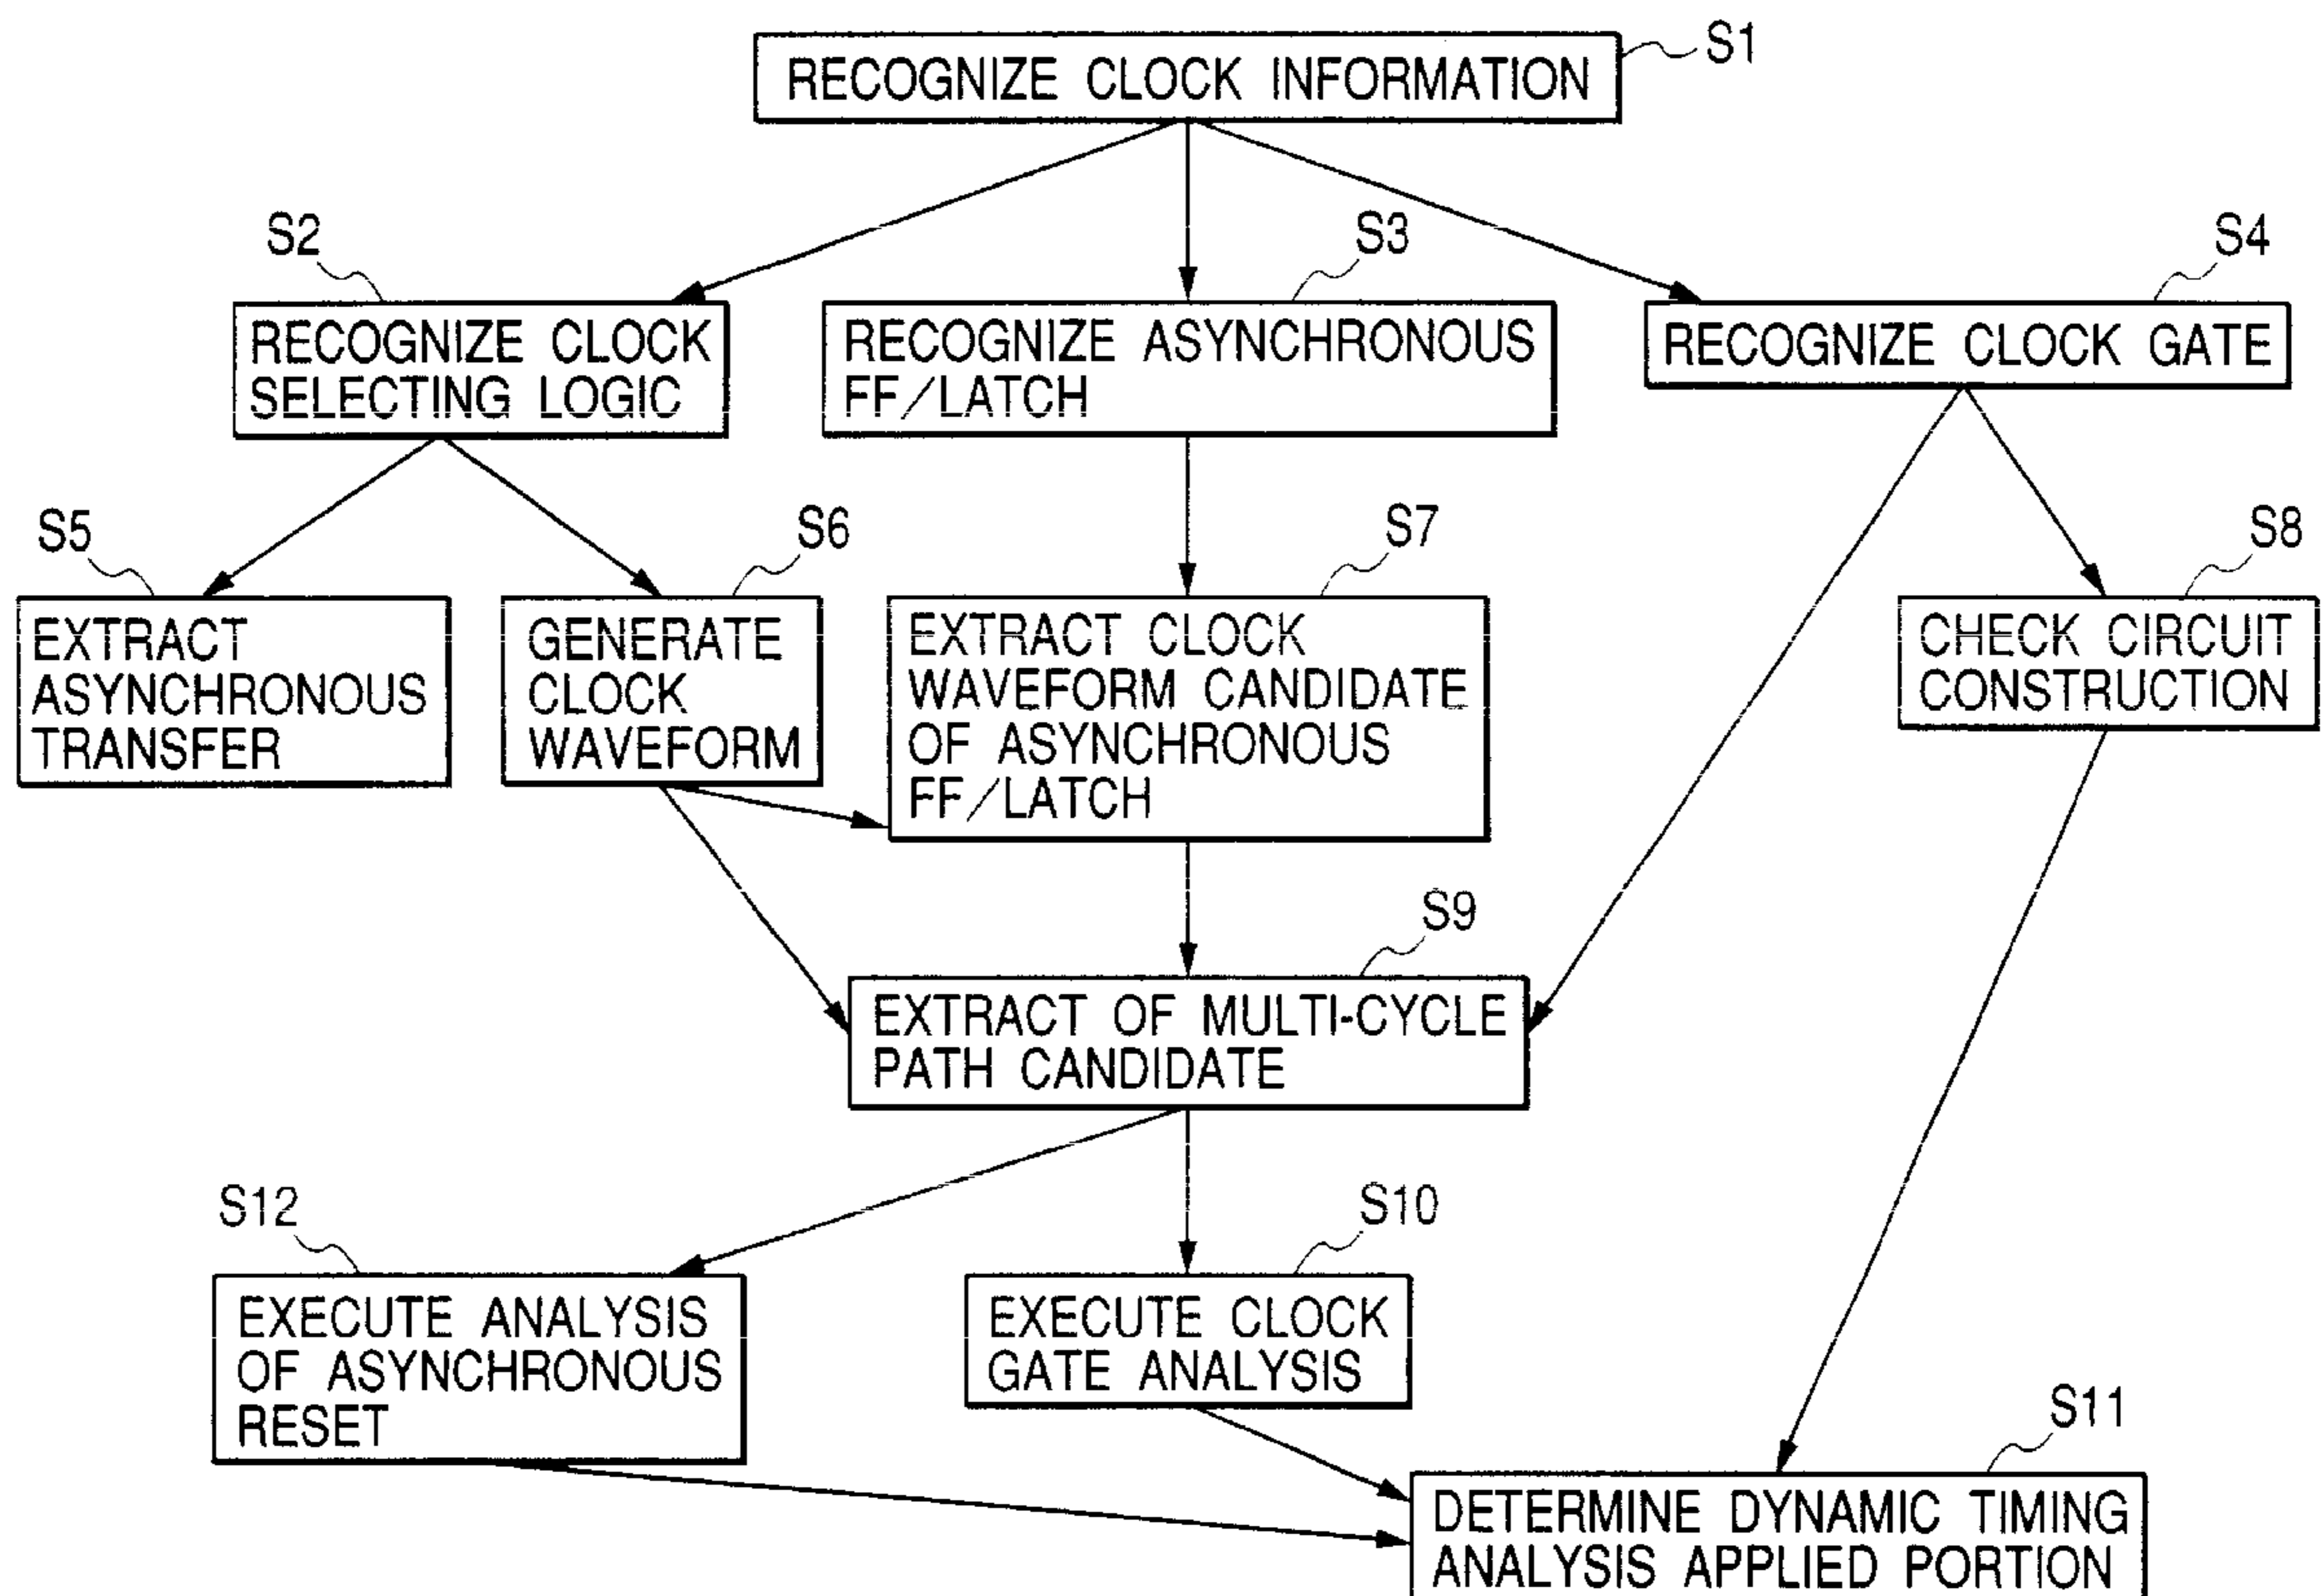 S1
RECOGNIZE CLOCK INFORMATION
S2
S3
S4
RECOGNIZE CLOCK
SELECTING LOGIC
RECOGNIZE ASYNCHRONOUS
FF/LATCH
RECOGNIZE CLOCK GATE
S5
S6
S7
S8
EXTRACT
ASYNCHRONOUS
TRANSFER
GENERATE
CLOCK
WAVEFORM
EXTRACT CLOCK
WAVEFORM CANDIDATE
OF ASYNCHRONOUS
FF/LATCH
CHECK CIRCUIT
CONSTRUCTION
S9
EXTRACT OF MULTI-CYCLE
PATH CANDIDATE
S12
S10
EXECUTE ANALYSIS
OF ASYNCHRONOUS
RESET
EXECUTE CLOCK
GATE ANALYSIS
S11
DETERMINE DYNAMIC TIMING
ANALYSIS APPLIED PORTION